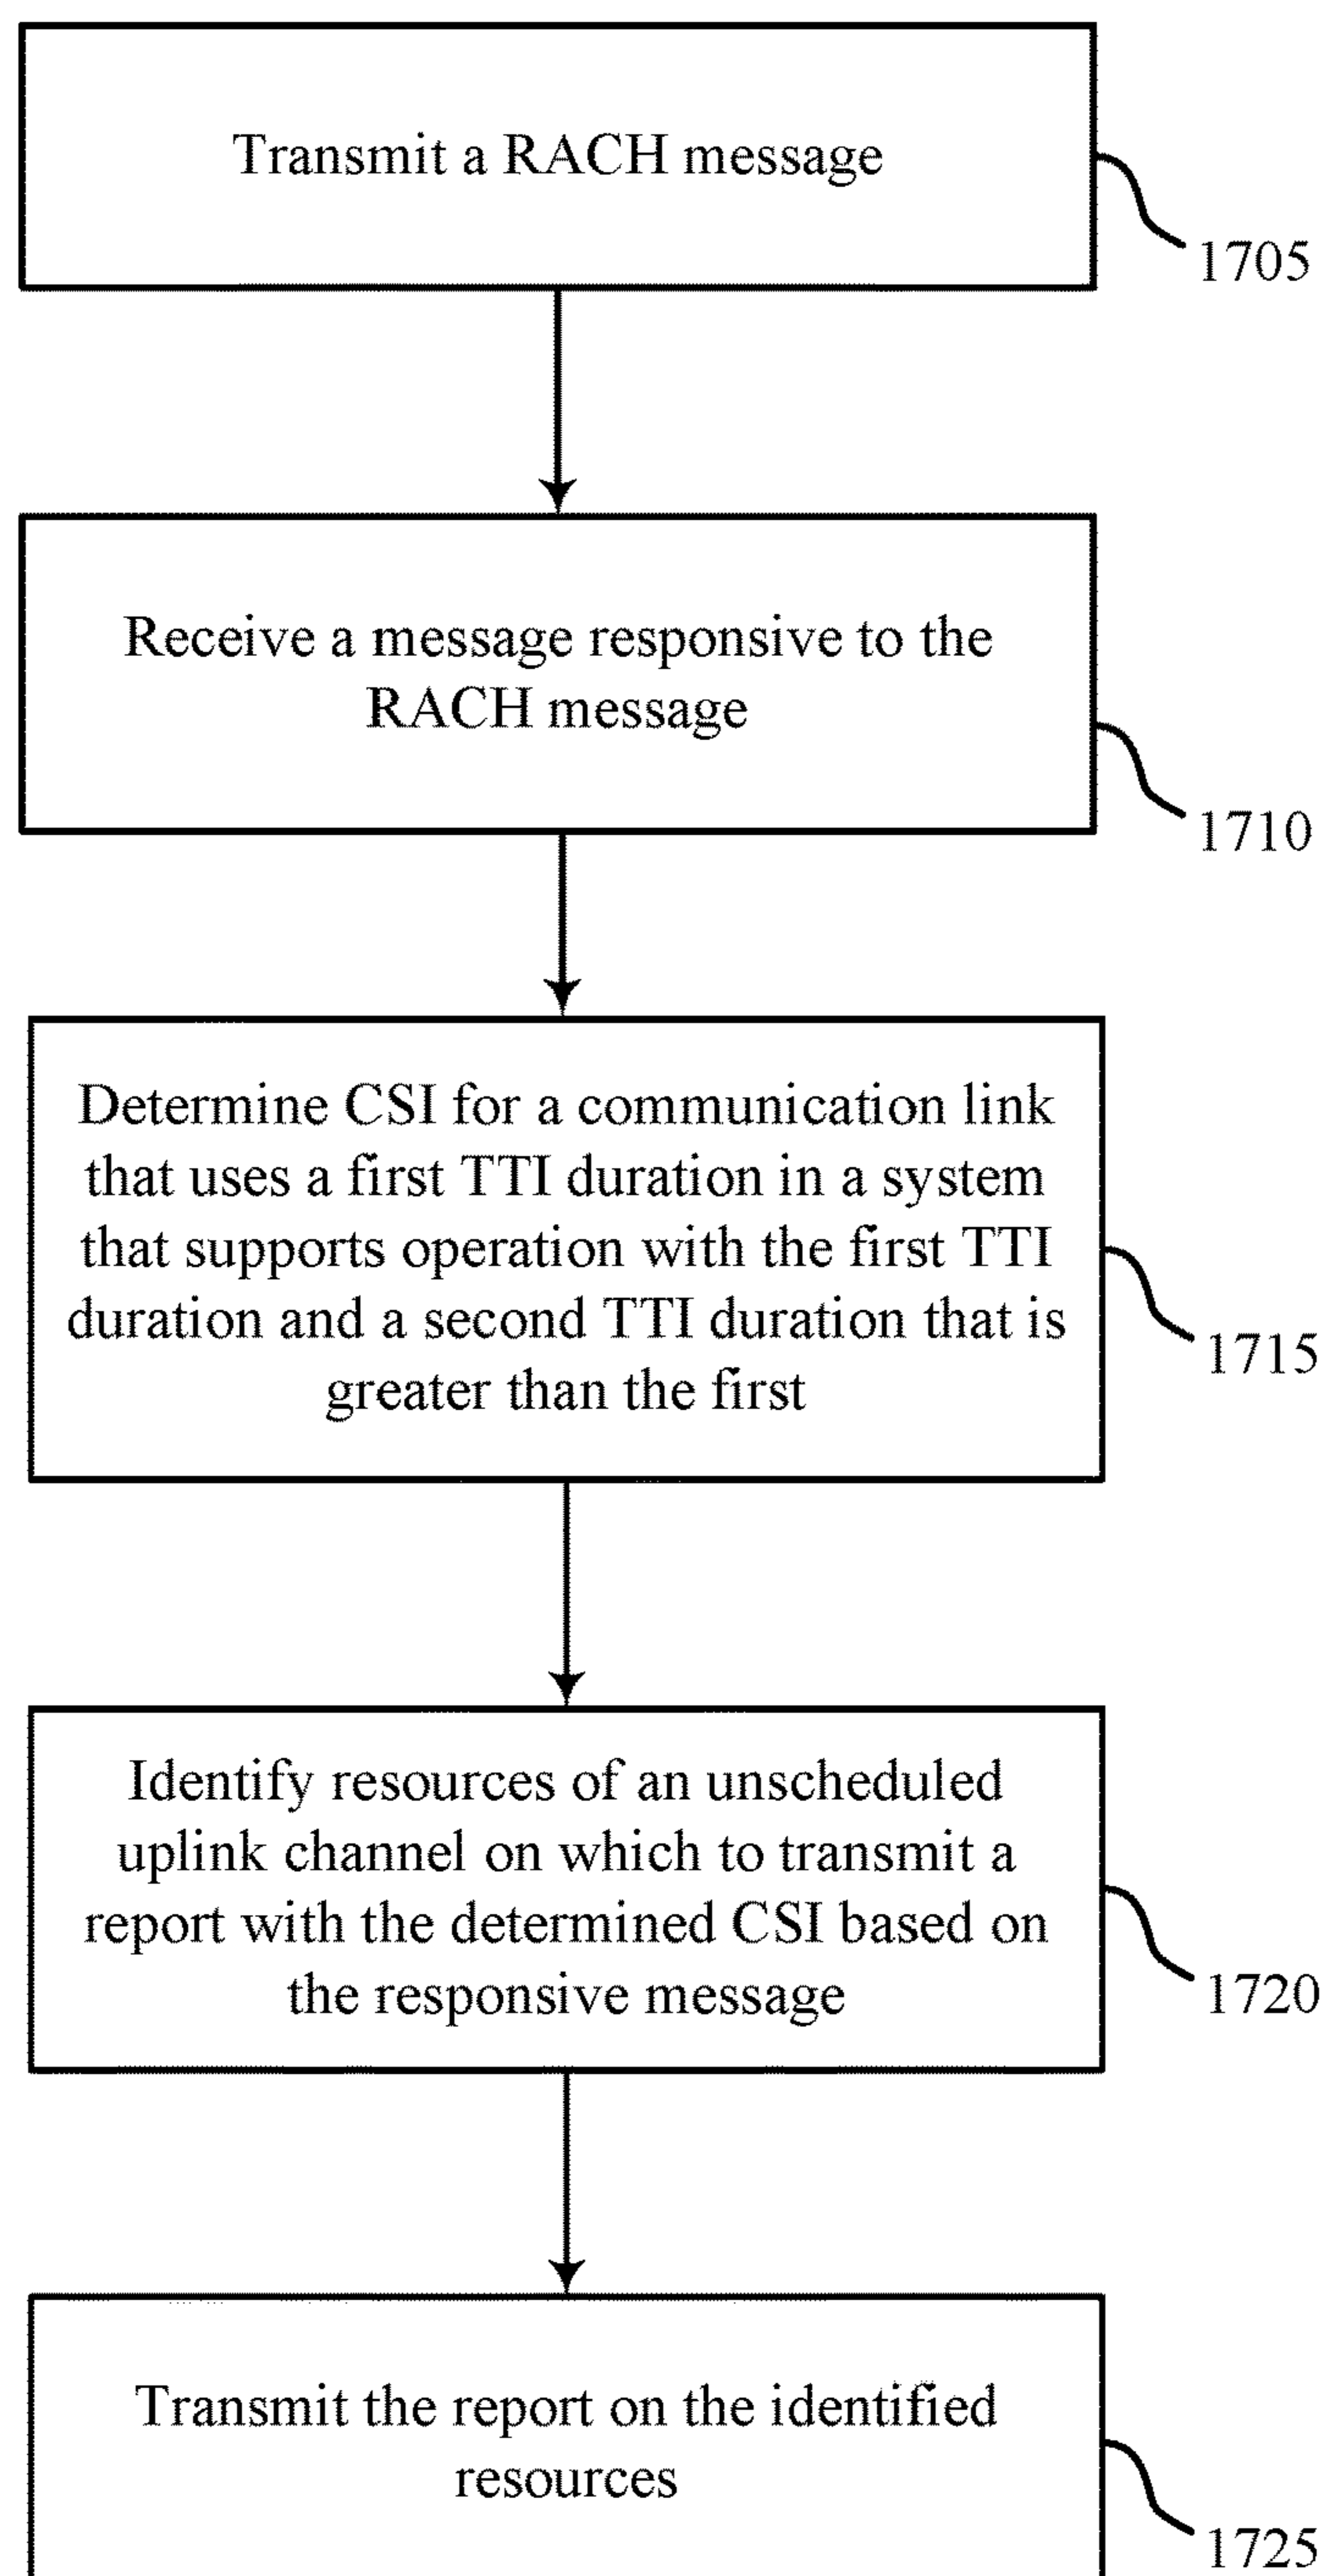 Transmit a RACH message
1705
Receive a message responsive to the
RACH message
1710
Determine CSI for a communication link
that uses a first TTI duration in a system
that supports operation with the first TTI
duration and a second TTI duration that is
greater than the first
1715
Identify resources of an unscheduled
uplink channel on which to transmit a
report with the determined CSI based on
the responsive message
1720
Transmit the report on the identified
resources
1725